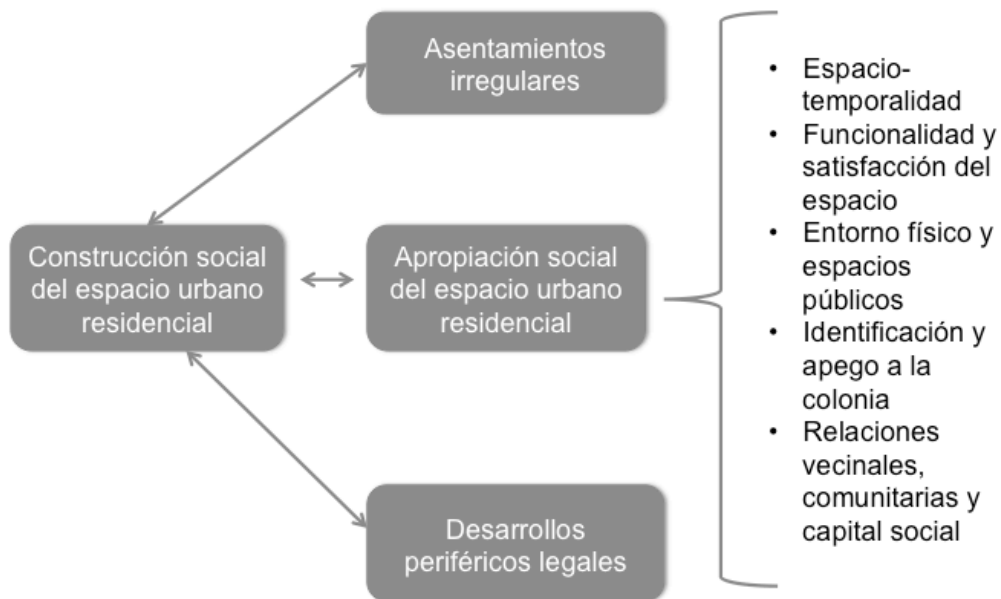 Asentamientos
irregulares
Construcción social
del espacio urbano
residencial
Apropiación social
del espacio urbano
residencial
Desarrollos
periféricos legales
• Espacio-
temporalidad
• Funcionalidad y
satisfacción del
espacio
• Entorno físico y
espacios
públicos
• Identificación y
apego a la
colonia
• Relaciones
vecinales,
comunitarias y
capital social